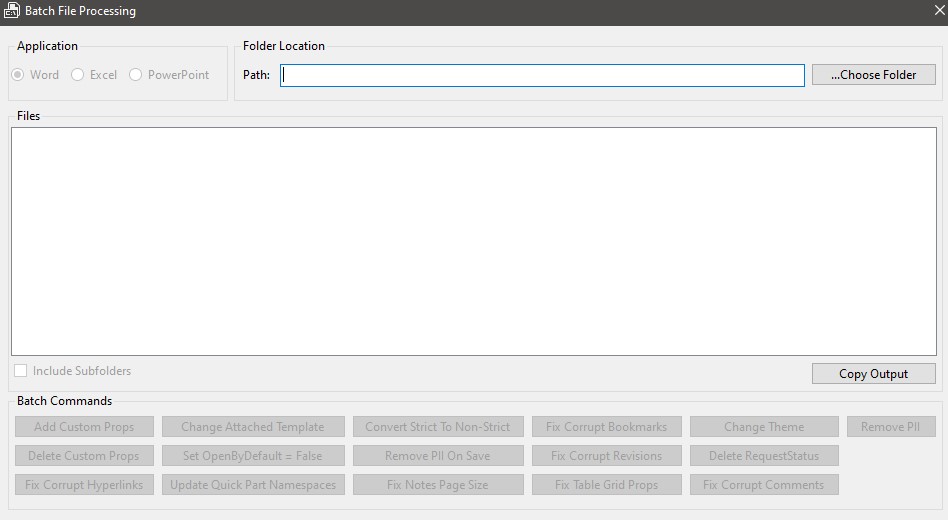 Batch File Processing
Application
Folder Location
Word Excel PowerPoint
Path:
...Choose Folder
Files
Include Subfolders
Copy Output
Batch Commands
Add Custom Props Change Attached Template Convert Strict To Non-Strict Fix Corrupt Bookmarks Change Theme Remove PII
Delete Custom Props Set OpenByDefault = False Remove PII On Save Fix Corrupt Revisions Delete RequestStatus
Fix Corrupt Hyperlinks Update Quick Part Namespaces Fix Notes Page Size Fix Table Grid Props Fix Corrupt Comments